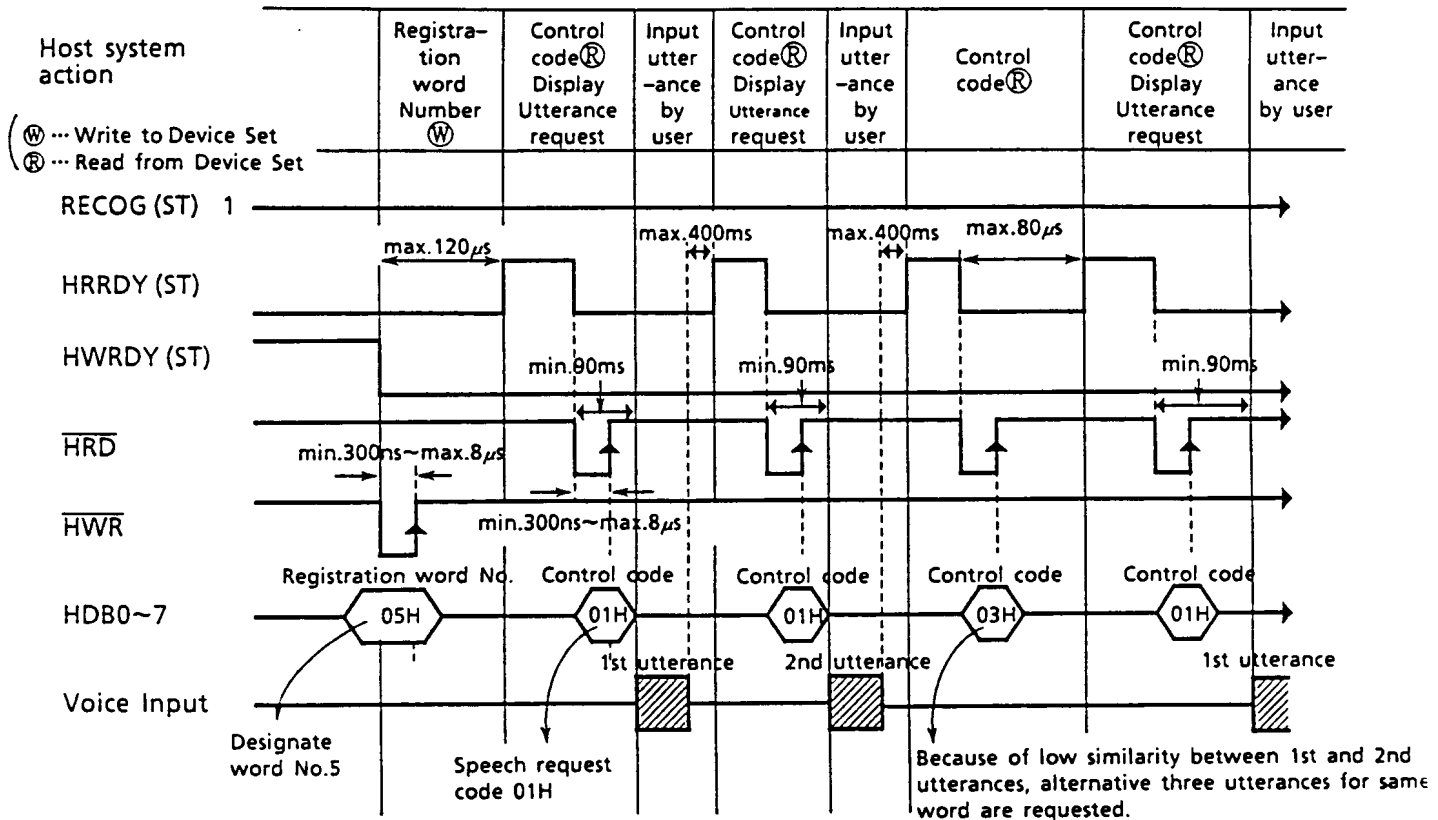 Host system
action
Ⓦ ··· Write to Device Set
Ⓡ ··· Read from Device Set
Registra-
tion
word
Number
Ⓦ
Control
codeⓇ
Display
Utterance
request
Input
utter
-ance
by
user
Control
codeⓇ
Display
Utterance
request
Input
utter
-ance
by
user
Control
codeⓇ
Control
codeⓇ
Display
Utterance
request
Input
utter-
ance
by user
RECOG (ST) 1
max.120μs
max.400ms
max.400ms
max.80μs
HRRDY (ST)
HWRDY (ST)
min.90ms
min.90ms
min.90ms
HRD
min.300ns~max.8μs
HWR
min.300ns~max.8μs
Registration word No.
Control code
Control code
Control code
Control code
HDB0~7
05H
01H
01H
03H
01H
1st utterance
2nd utterance
1st utterance
Voice Input
Designate
word No.5
Speech request
code 01H
Because of low similarity between 1st and 2nd
utterances, alternative three utterances for same
word are requested.